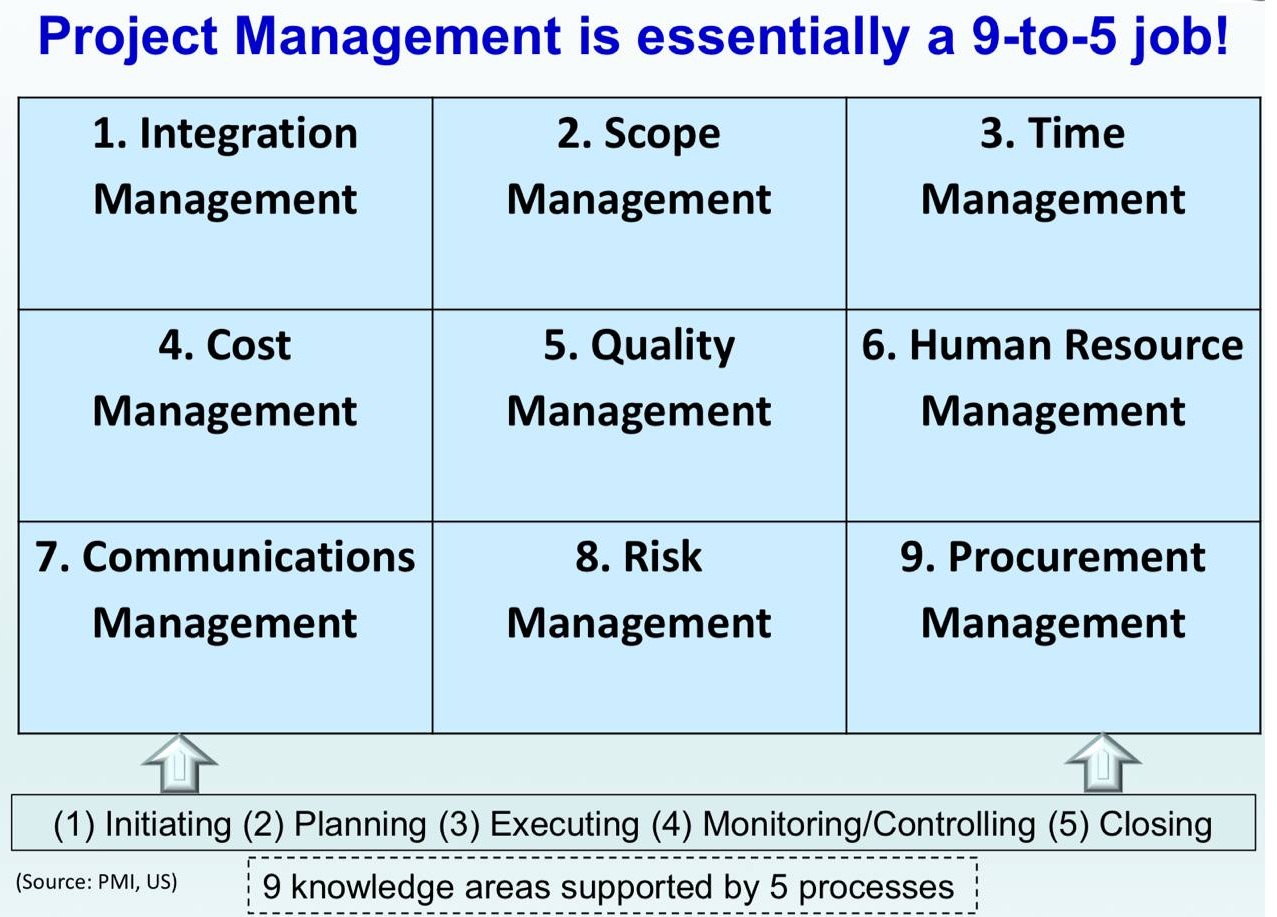 Project Management is essentially a 9-to-5 job!
1. Integration
Management
2. Scope
Management
3. Time
Management
4. Cost
Management
5. Quality
Management
6. Human Resource
Management
7. Communications
Management
8. Risk
Management
9. Procurement
Management
(1) Initiating (2) Planning (3) Executing (4) Monitoring/Controlling (5) Closing
(Source: PMI, US)
9 knowledge areas supported by 5 processes